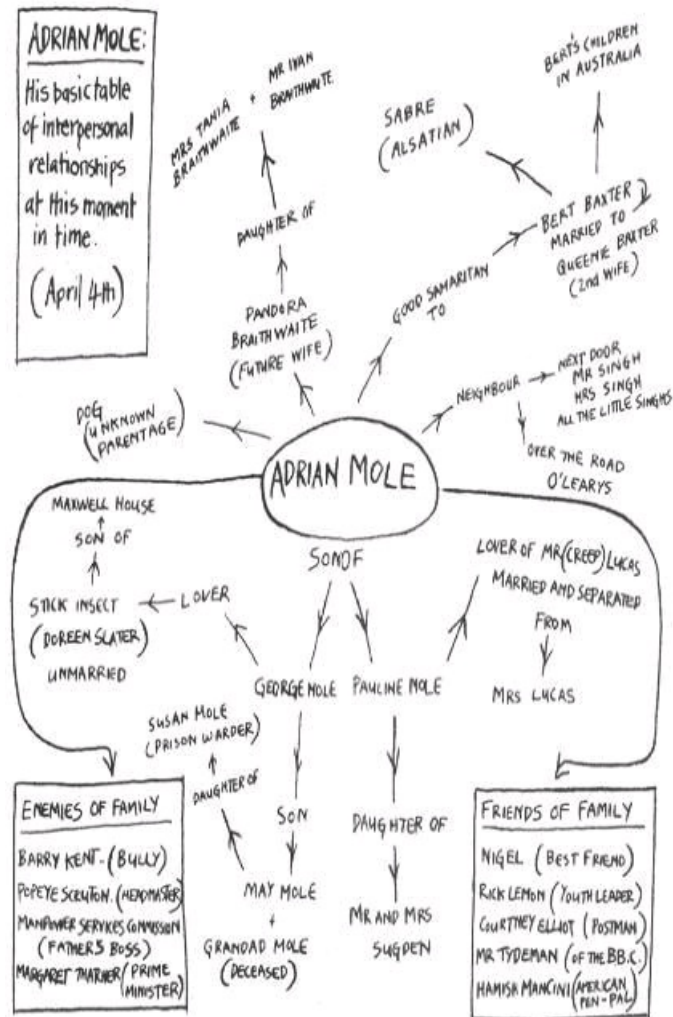 ADRIAN MOLE:
His basic table
of interpersonal
relationships
at this moment
in time.
(April 4th)
MRS TANIA
BRAITHWAITE
+
MR IVAN
BRAITHWAITE
DAUGHTER OF
PANDORA
BRAITHWAITE
(FUTURE WIFE)
SABRE
(ALSATIAN)
BERT'S CHILDREN
IN AUSTRALIA
BERT BAXTER
MARRIED TO
QUEENIE BAXTER
(2nd WIFE)
GOOD SAMARITAN
TO
NEIGHBOUR
NEXT DOOR
MR SINGH
MRS SINGH
ALL THE LITTLE SINGHS
OVER THE ROAD
O'LEARYS
DOG
(UNKNOWN
PARENTAGE)
ADRIAN MOLE
MAXWELL HOUSE
SON OF
STICK INSECT
(DOREEN SLATER)
UNMARRIED
LOVER
SON OF
LOVER OF MR (CREEP) LUCAS
MARRIED AND SEPARATED
FROM
MRS LUCAS
GEORGE MOLE
PAULINE MOLE
SUSAN MOLE
(PRISON WARDER)
DAUGHTER OF
SON
MAY MOLE
+
GRANDAD MOLE
(DECEASED)
DAUGHTER OF
MR AND MRS
SUGDEN
ENEMIES OF FAMILY
BARRY KENT - (BULLY)
POPEYE SCRUTON. (HEADMASTER)
MANPOWER SERVICES COMMISSION
(FATHERS BOSS)
MARGARET THATHER (PRIME
MINISTER)
FRIENDS OF FAMILY
NIGEL (BEST FRIEND)
RICK LEMON (YOUTH LEADER)
COURTNEY ELLIOT (POSTMAN)
MR TYDEMAN (OF THE B.B.C.)
HAMISH MANCINI (AMERICAN
PEN-PAL)